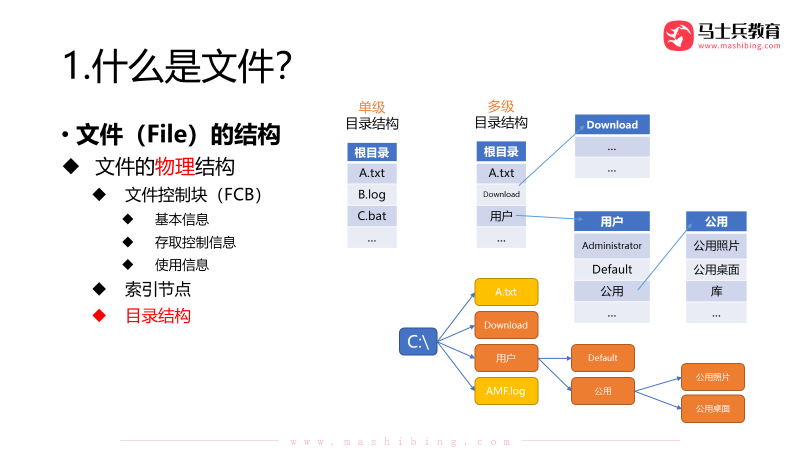 马士兵教育
www.mashibing.com
1.什么是文件？
• 文件（File）的结构
◆ 文件的物理结构
◆ 文件控制块（FCB）
◆ 基本信息
◆ 存取控制信息
◆ 使用信息
◆ 索引节点
◆ 目录结构
单级
目录结构
根目录
A.txt
B.log
C.bat
...
多级
目录结构
根目录
A.txt
Download
用户
...
Download
...
...
用户
Administrator
Default
公用
...
公用
公用照片
公用桌面
库
...
C:\
A.txt
Download
用户
AMF.log
Default
公用
公用照片
公用桌面
www.mashibing.com